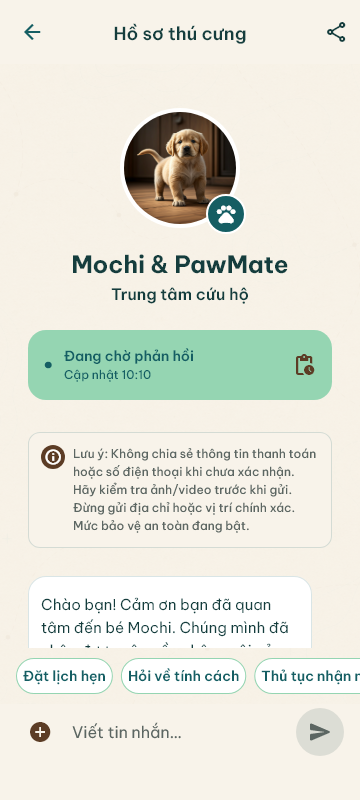 Hồ sơ thú cưng
Mochi & PawMate
Trung tâm cứu hộ
Đang chờ phản hồi
Cập nhật 10:10
Lưu ý: Không chia sẻ thông tin thanh toán
hoặc số điện thoại khi chưa xác nhận.
Hãy kiểm tra ảnh/video trước khi gửi.
Đừng gửi địa chỉ hoặc vị trí chính xác.
Mức bảo vệ an toàn đang bật.
Chào bạn! Cảm ơn bạn đã quan
tâm đến bé Mochi. Chúng mình đã
Đặt lịch hẹn
Hỏi về tính cách
Thủ tục nhận
Viết tin nhắn...